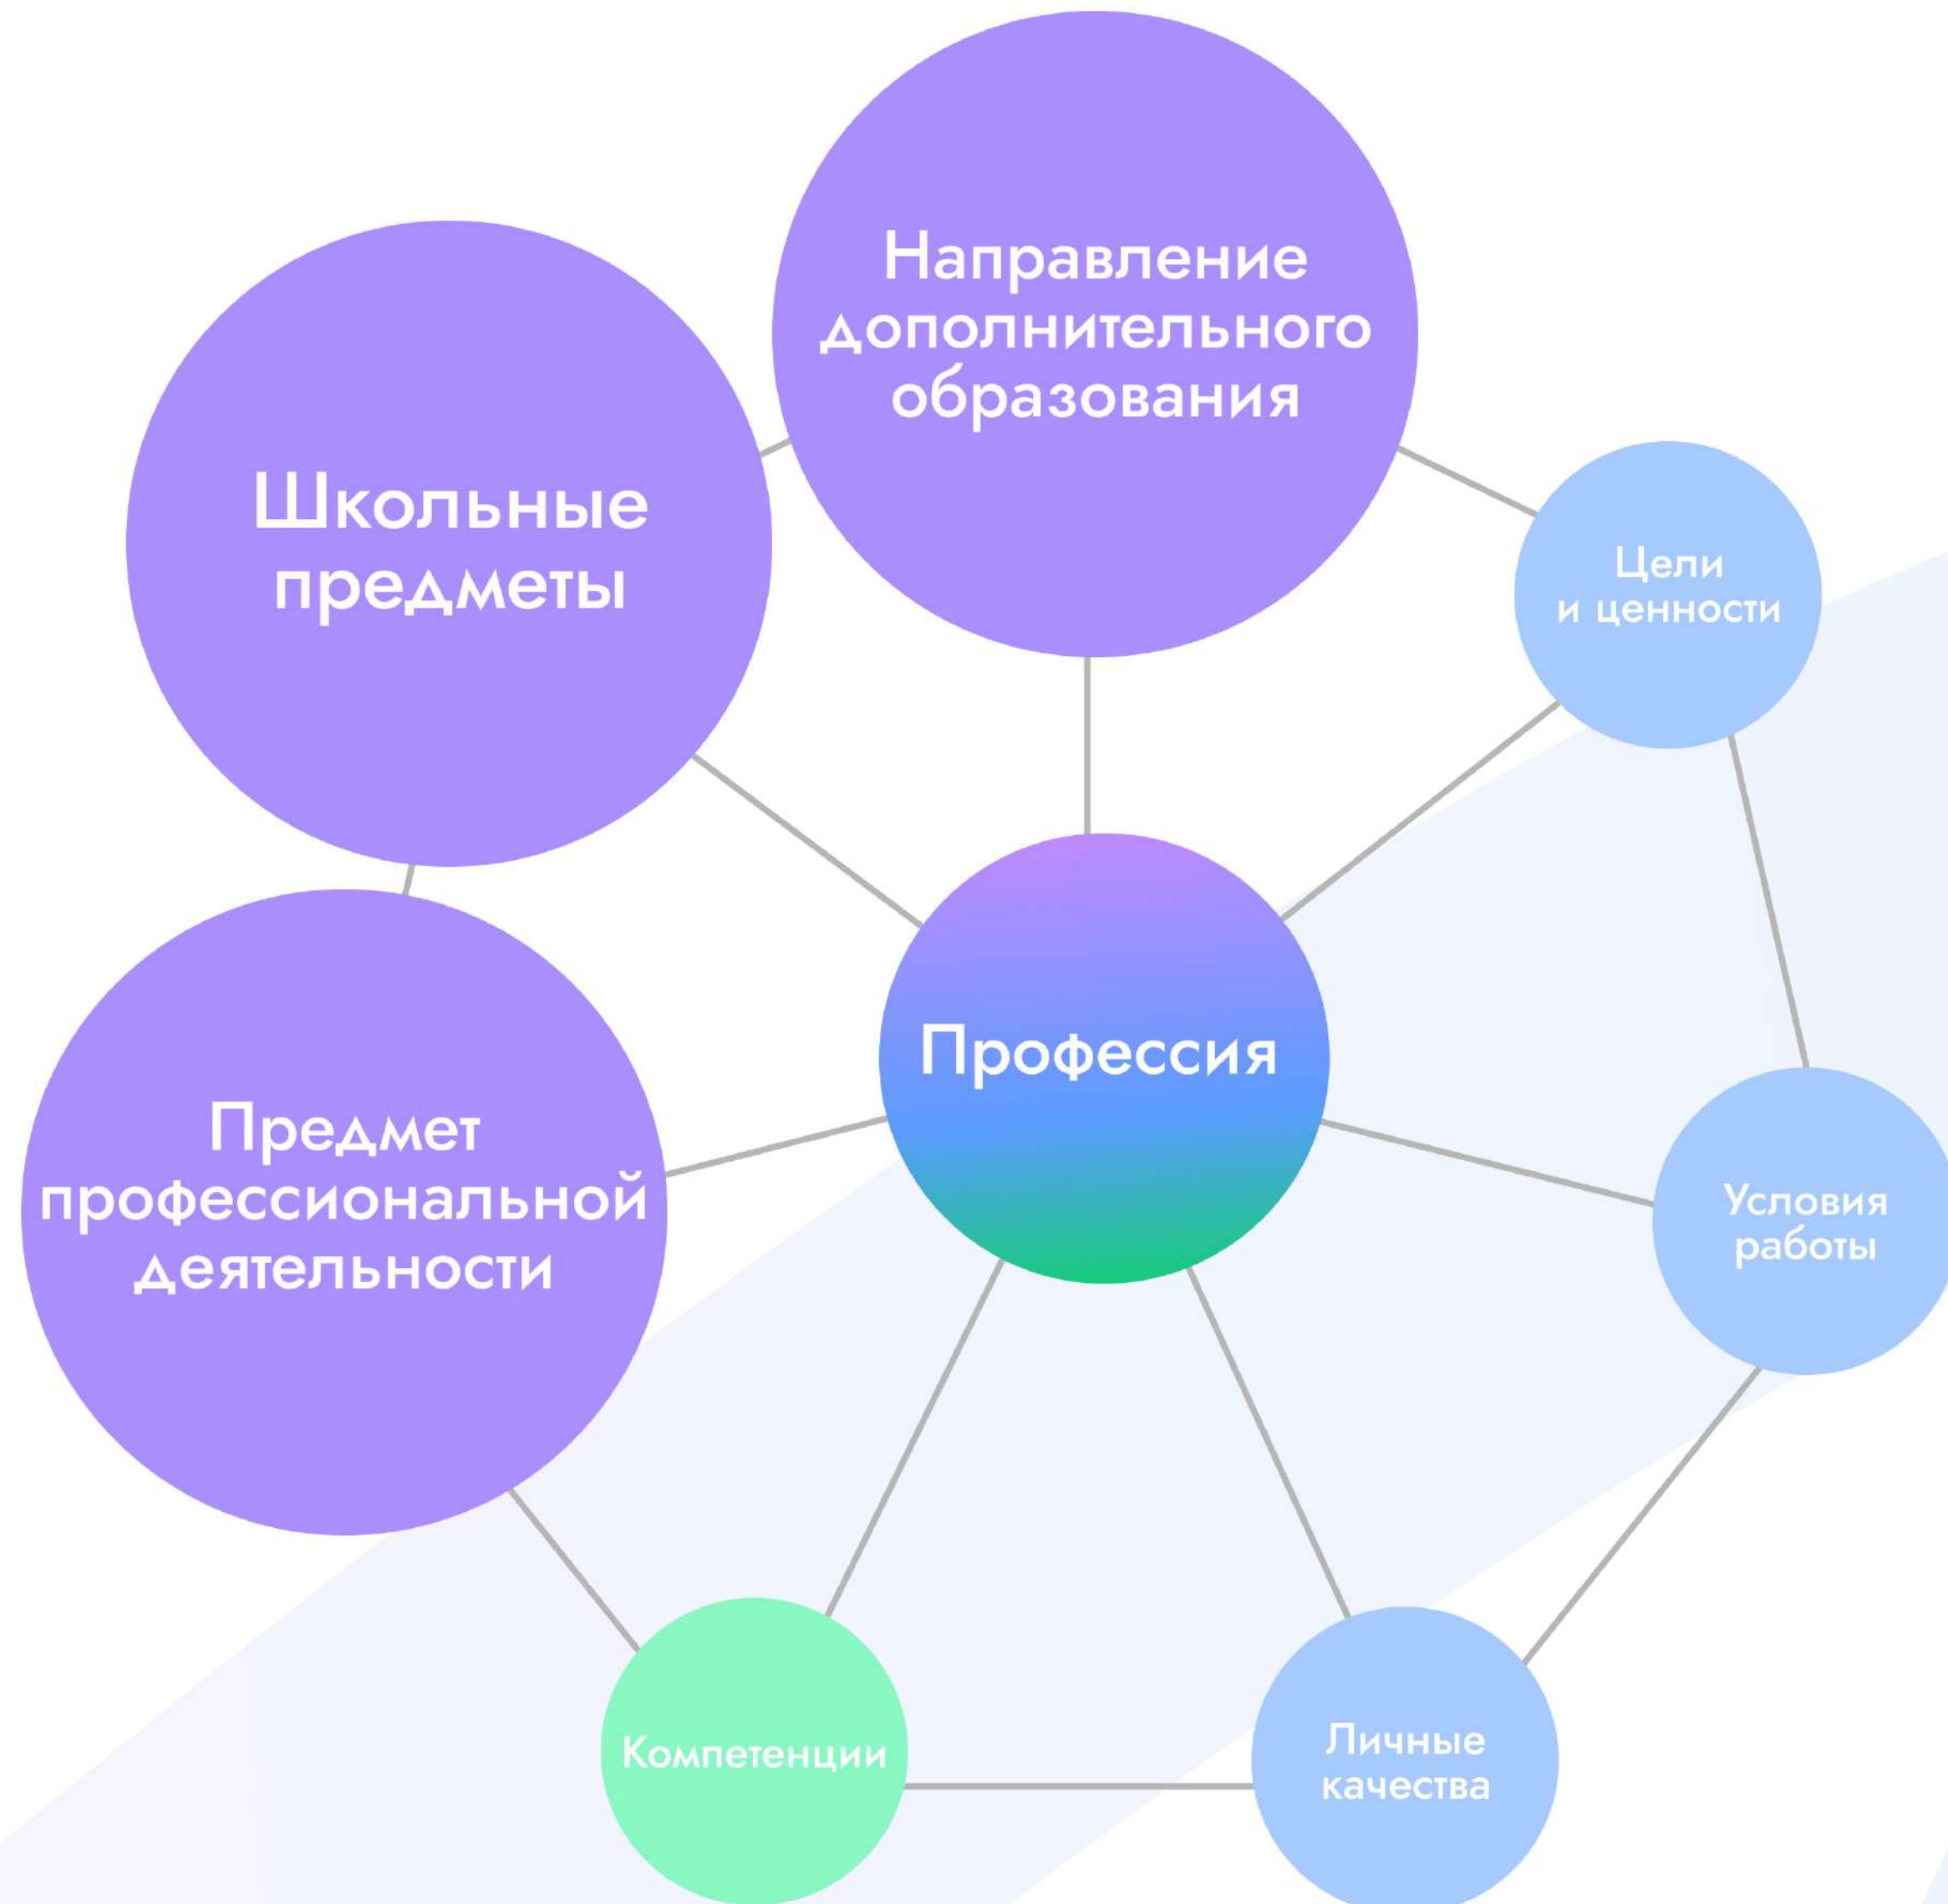 Направление
дополнительного
образования
Школьные
предметы
Цели
и ценности
Профессия
Предмет
профессиональной
деятельности
Условия
работы
Компетенции
Личные
качества